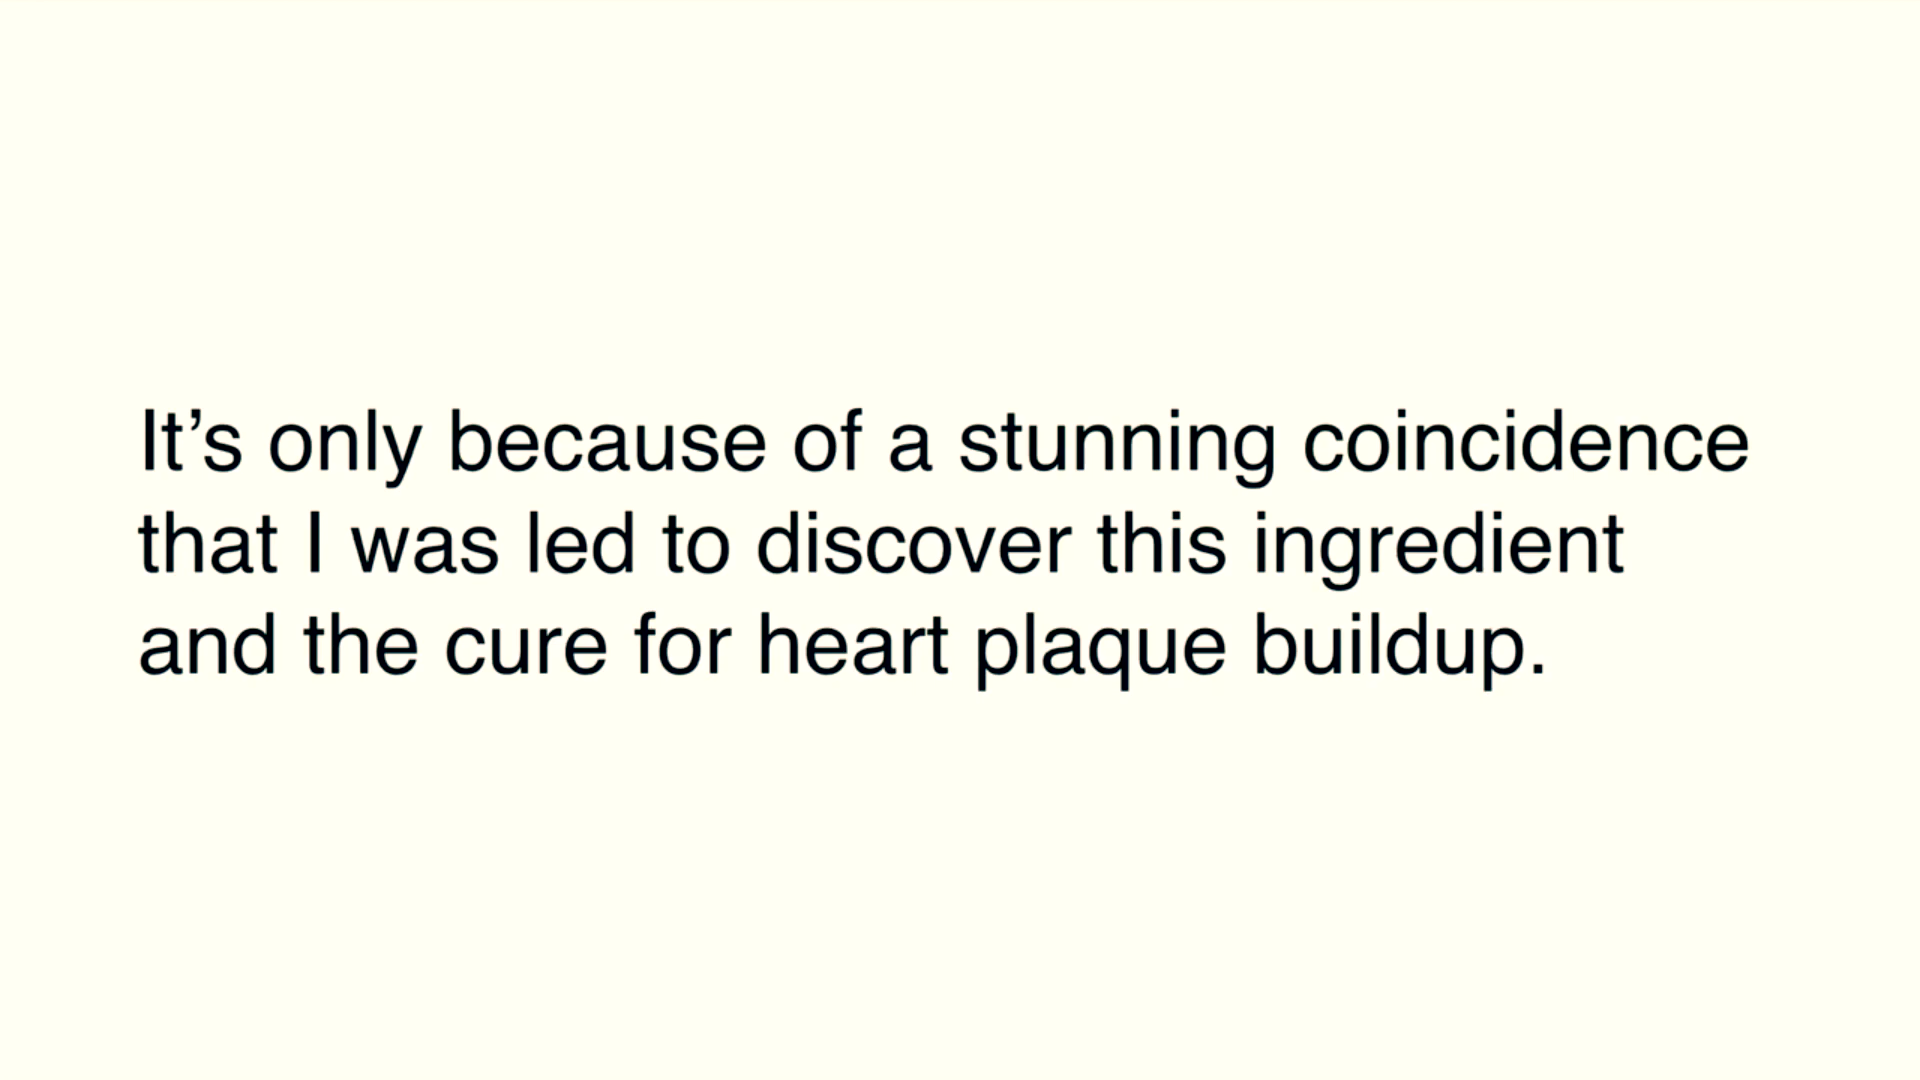 It’s only because of a stunning coincidence
that I was led to discover this ingredient
and the cure for heart plaque buildup.